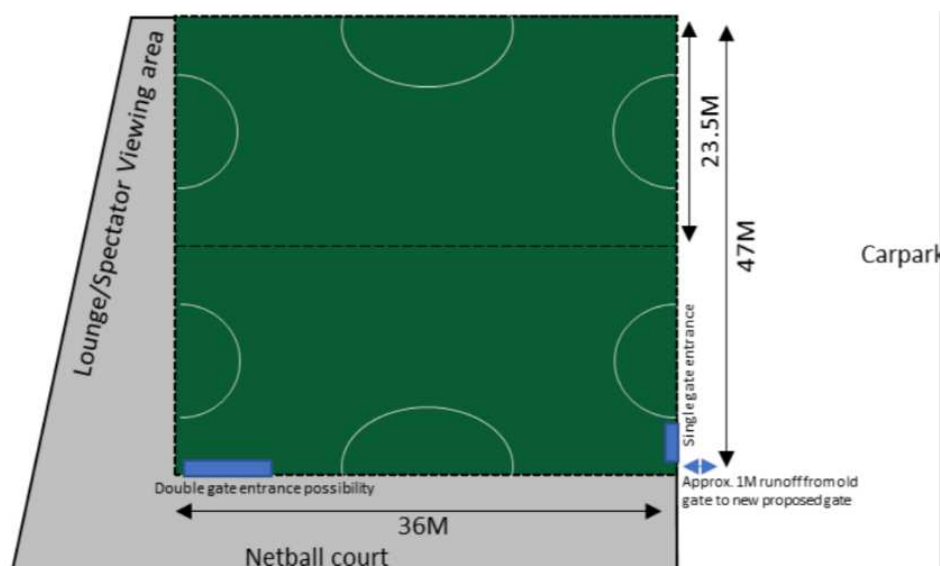 Lounge/Spectator Viewing area
23.5M
47M
Carpark
Single gate entrance
Double gate entrance possibility
Approx. 1M runoff from old
gate to new proposed gate
36M
Netball court